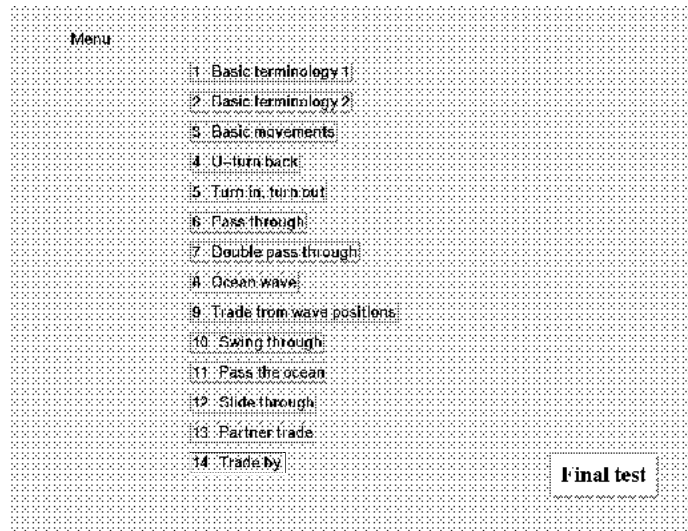 Menu
1 Basic terminology 1
2 Basic terminology 2
3 Basic movements
4 U-turn back
5 Turn in, turn out
6 Pass through
7 Double pass through
8 Ocean wave
9 Trade from wave positions
10 Swing through
11 Pass the ocean
12 Slide through
13 Partner trade
14 Trade by
Final test